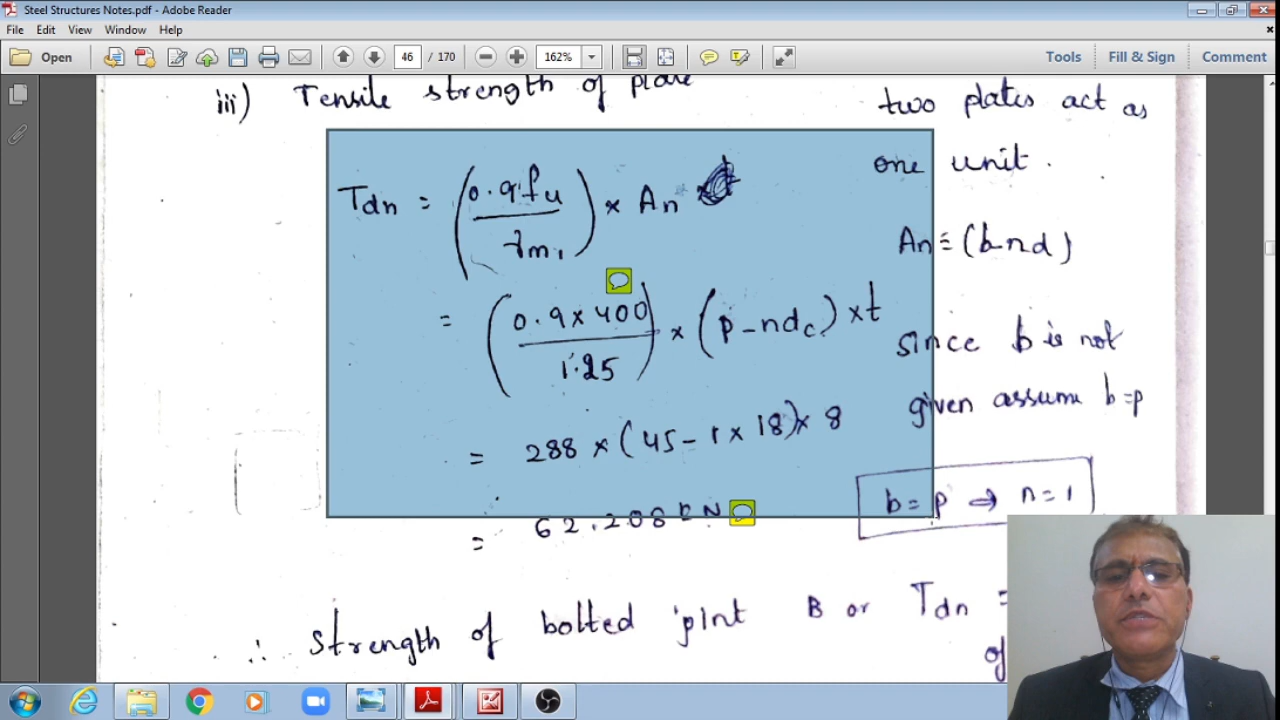 Steel Structures Notes.pdf - Adobe Reader
File Edit View Window Help
Open 46 / 170 162% Tools Fill & Sign Comment
iii) Tensile strength of plate
two plates act as
one unit.
Tdn = (0.9fu / γm1) × An
An = (b-nd)
= (0.9×400 / 1.25) × (p-ndc) × t
since b is not
given assume b=p
= 288 × (45-1×18) × 8
b=p ⇒ n=1
= 62.208 kN
∴ strength of bolted joint B or Tdn =
of